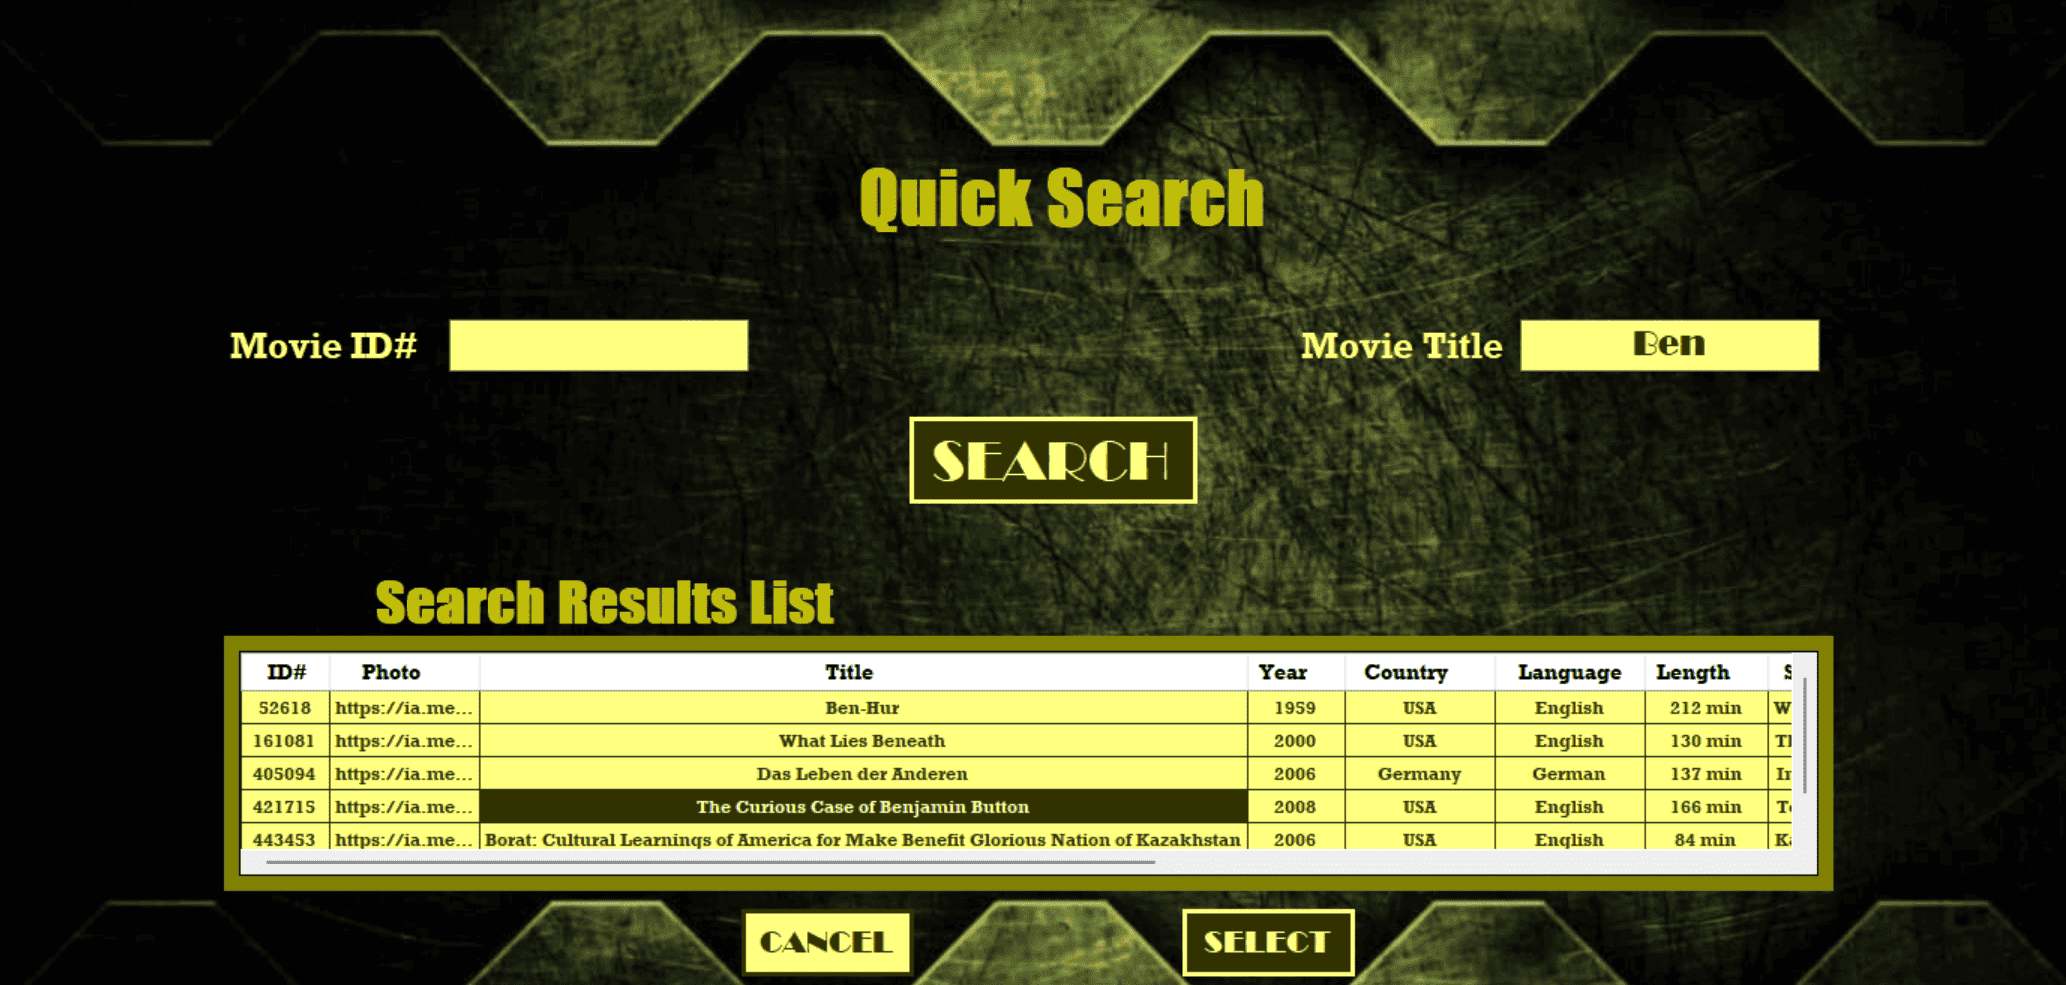 Quick Search
Movie ID# Movie Title Ben
SEARCH
Search Results List
ID# Photo Title Year Country Language Length S
52618 https://ia.me... Ben-Hur 1959 USA English 212 min W
161081 https://ia.me... What Lies Beneath 2000 USA English 130 min
405094 https://ia.me... Das Leben der Anderen 2006 Germany German 137 min In
421715 https://ia.me... The Curious Case of Benjamin Button 2008 USA English 166 min
443453 https://ia.me... Borat: Cultural Learnings of America for Make Benefit Glorious Nation of Kazakhstan 2006 USA English 84 min
CANCEL SELECT